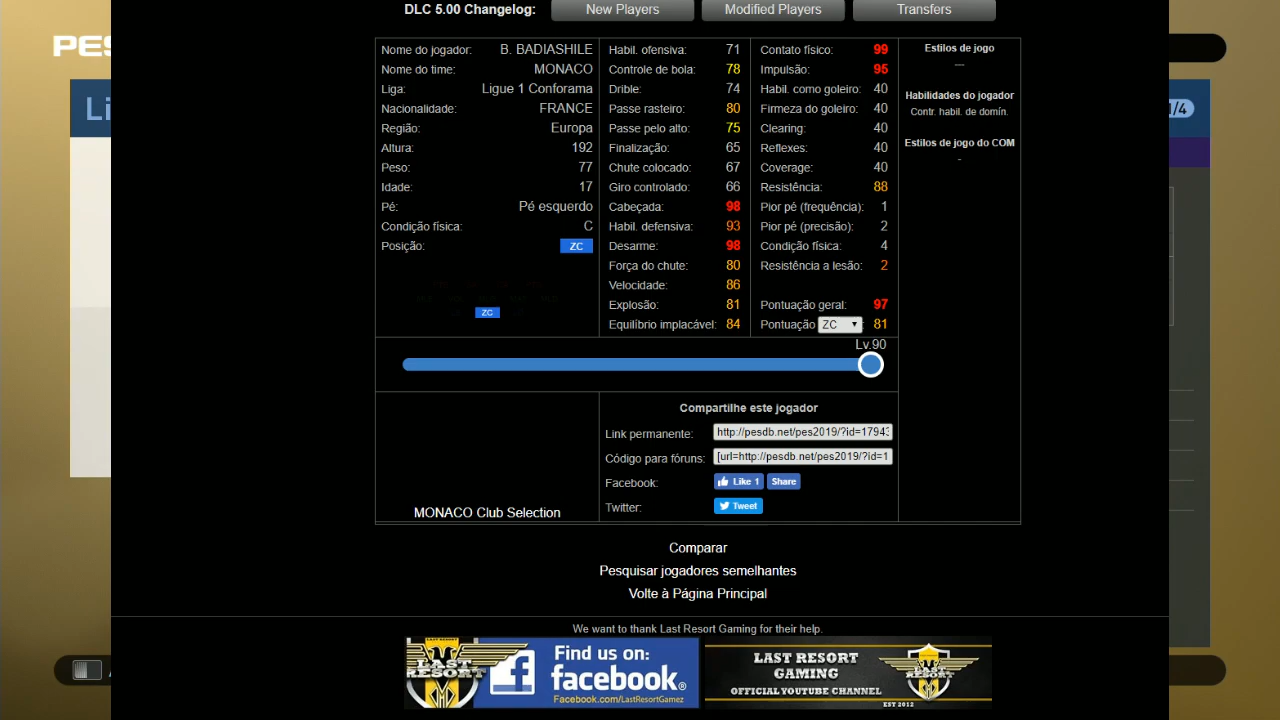 PES
Li
1/4
DLC 5.00 Changelog: New Players Modified Players Transfers
Nome do jogador: B. BADIASHILE
Nome do time: MONACO
Liga: Ligue 1 Conforama
Nacionalidade: FRANCE
Região: Europa
Altura: 192
Peso: 77
Idade: 17
Pé: Pé esquerdo
Condição física: C
Posição: ZC
ZC
Habil. ofensiva: 71
Controle de bola: 78
Drible: 74
Passe rasteiro: 80
Passe pelo alto: 75
Finalização: 65
Chute colocado: 67
Giro controlado: 66
Cabeçada: 98
Habil. defensiva: 93
Desarme: 98
Força do chute: 80
Velocidade: 86
Explosão: 81
Equilíbrio implacável: 84
Contato físico: 99
Impulsão: 95
Habil. como goleiro: 40
Firmeza do goleiro: 40
Clearing: 40
Reflexes: 40
Coverage: 40
Resistência: 88
Pior pé (frequência): 1
Pior pé (precisão): 2
Condição física: 4
Resistência a lesão: 2
Pontuação geral: 97
Pontuação ZC : 81
Estilos de jogo
---
Habilidades do jogador
Contr. habil. de domín.
Estilos de jogo do COM
-
Lv.90
MONACO Club Selection
Compartilhe este jogador
Link permanente: http://pesdb.net/pes2019/?id=1794
Código para fóruns: [url=http://pesdb.net/pes2019/?id=1
Facebook: Like 1 Share
Twitter: Tweet
Comparar
Pesquisar jogadores semelhantes
Volte à Página Principal
We want to thank Last Resort Gaming for their help.
LAST RESORT
Find us on:
facebook®
Facebook.com/LastResortGamez
LAST RESORT
GAMING
OFFICIAL YOUTUBE CHANNEL
LAST RESORT
EST 2012